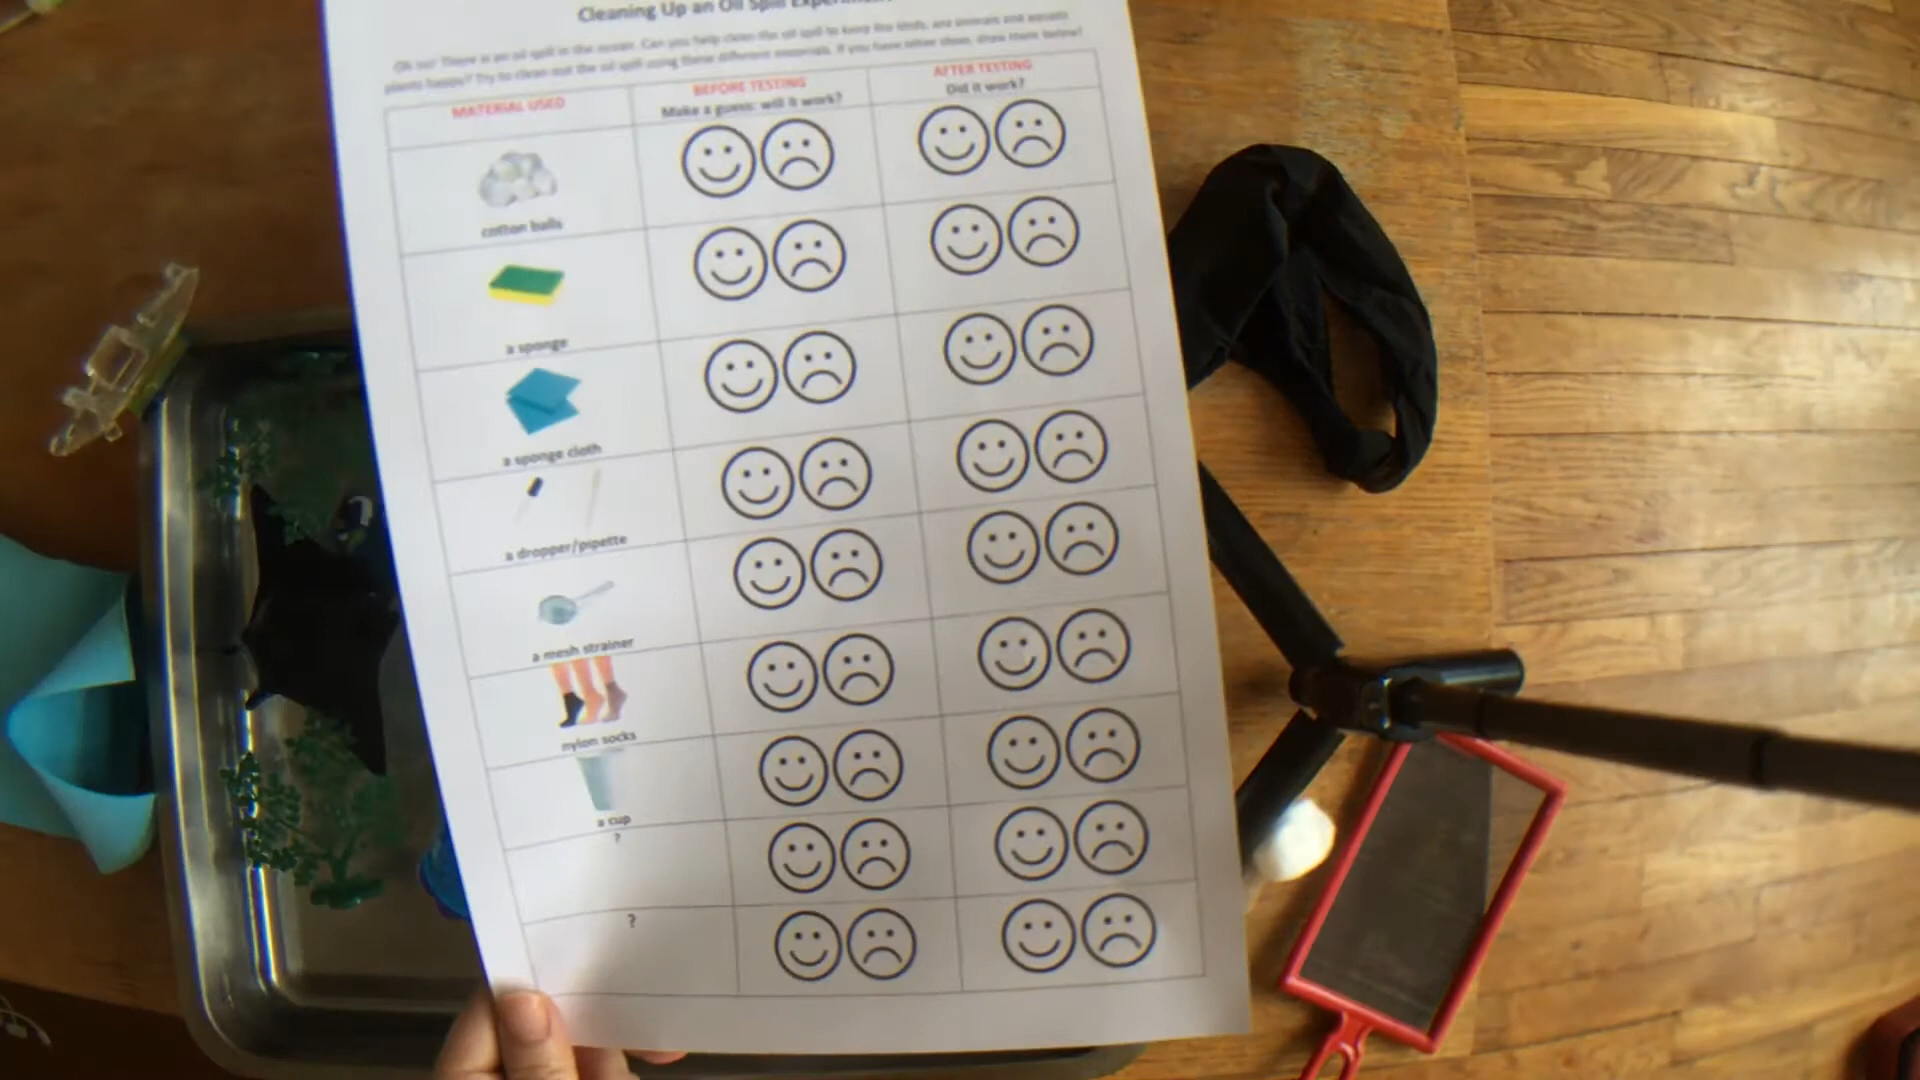 Cleaning Up an Oil Spill Experiment
Oh no! There is an oil spill in the ocean. Can you help clean the oil spill to keep the birds, sea animals and aquatic
plants happy? Try to clean out the oil spill using these different materials. If you have other ideas, draw them below!
MATERIAL USED
BEFORE TESTING
Make a guess: will it work?
AFTER TESTING
Did it work?
cotton balls
a sponge
a sponge cloth
a dropper/pipette
a mesh strainer
nylon socks
a cup
?
?